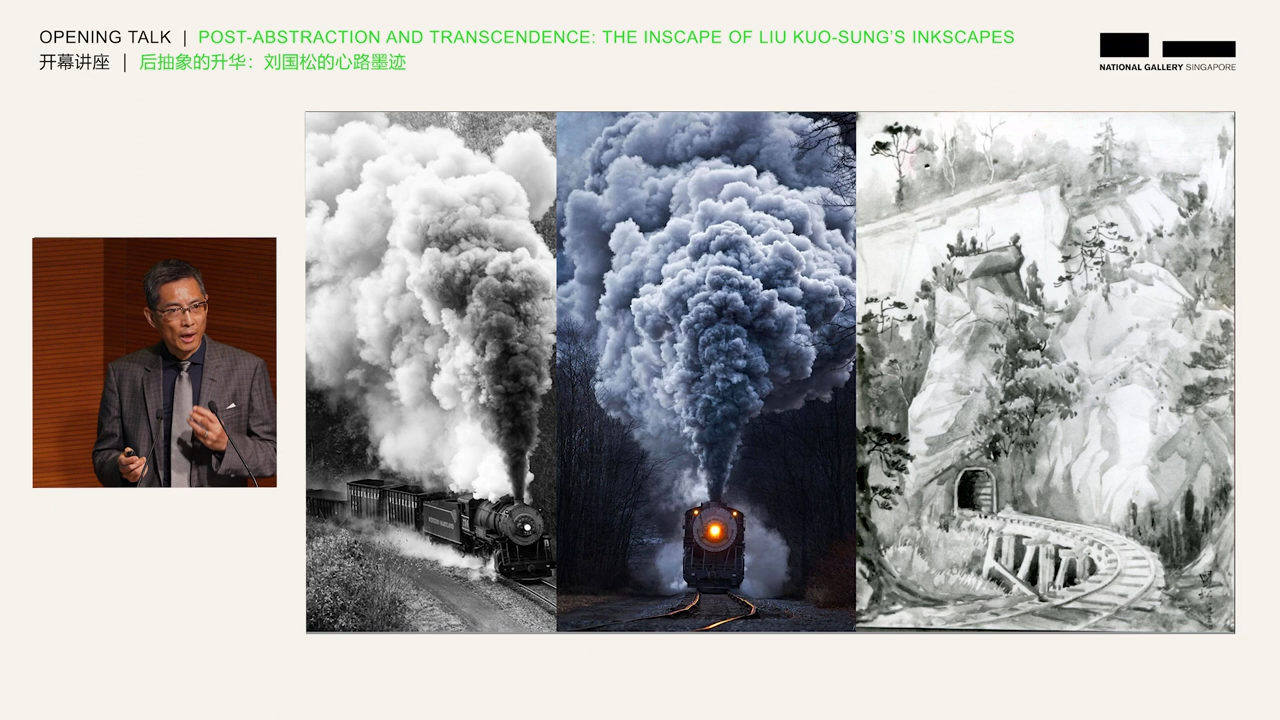 OPENING TALK | POST-ABSTRACTION AND TRANSCENDENCE: THE INSCAPE OF LIU KUO-SUNG'S INKSCAPES
开幕讲座 | 后抽象的升华：刘国松的心路墨迹
NATIONAL GALLERY SINGAPORE